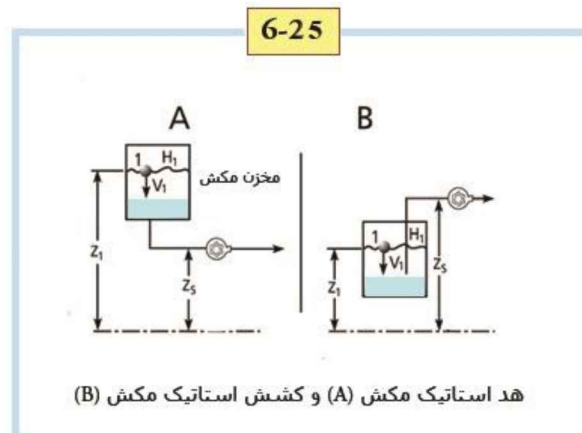 6-25
A
B
1 H₁
V₁
مخزن مکش
Z₁
Zₛ
1 H₁
V₁
Z₁
Zₛ
هد استاتیک مکش (A) و کشش استاتیک مکش (B)